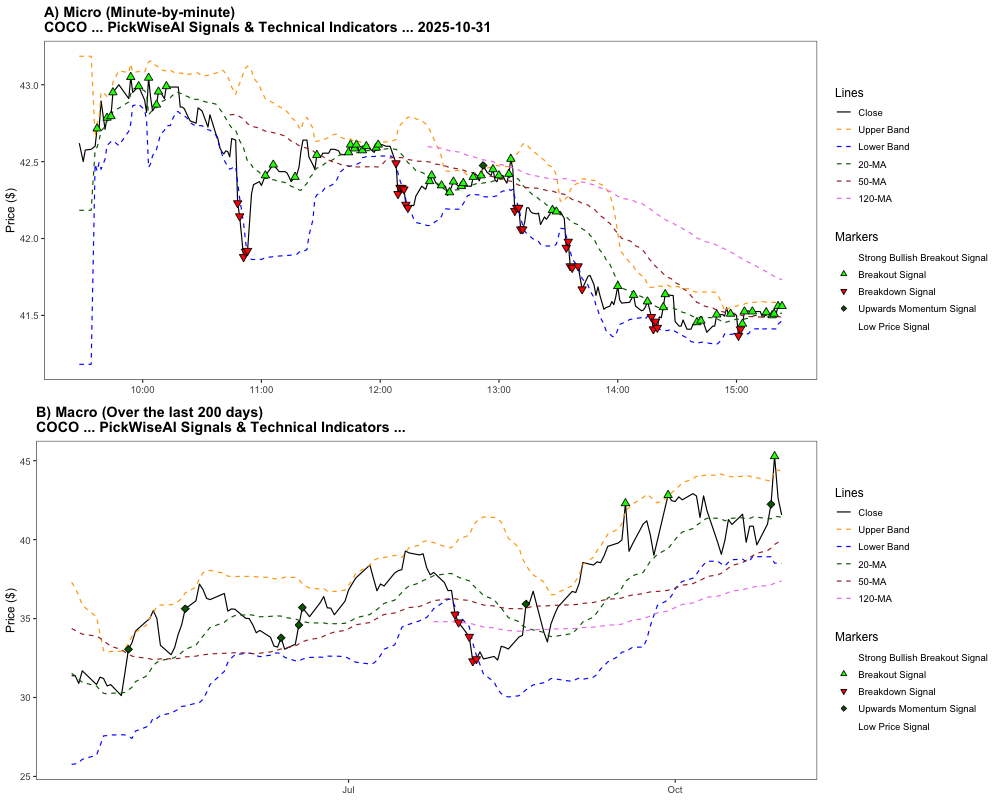 A) Micro (Minute-by-minute)
COCO ... PickWiseAI Signals & Technical Indicators ... 2025-10-31
Price ($)
43.0
42.5
42.0
41.5
10:00
11:00
12:00
13:00
14:00
15:00
Lines
Close
Upper Band
Lower Band
20-MA
50-MA
120-MA
Markers
Strong Bullish Breakout Signal
Breakout Signal
Breakdown Signal
Upwards Momentum Signal
Low Price Signal
B) Macro (Over the last 200 days)
COCO ... PickWiseAI Signals & Technical Indicators ...
Price ($)
45
40
35
30
25
Jul
Oct
Lines
Close
Upper Band
Lower Band
20-MA
50-MA
120-MA
Markers
Strong Bullish Breakout Signal
Breakout Signal
Breakdown Signal
Upwards Momentum Signal
Low Price Signal